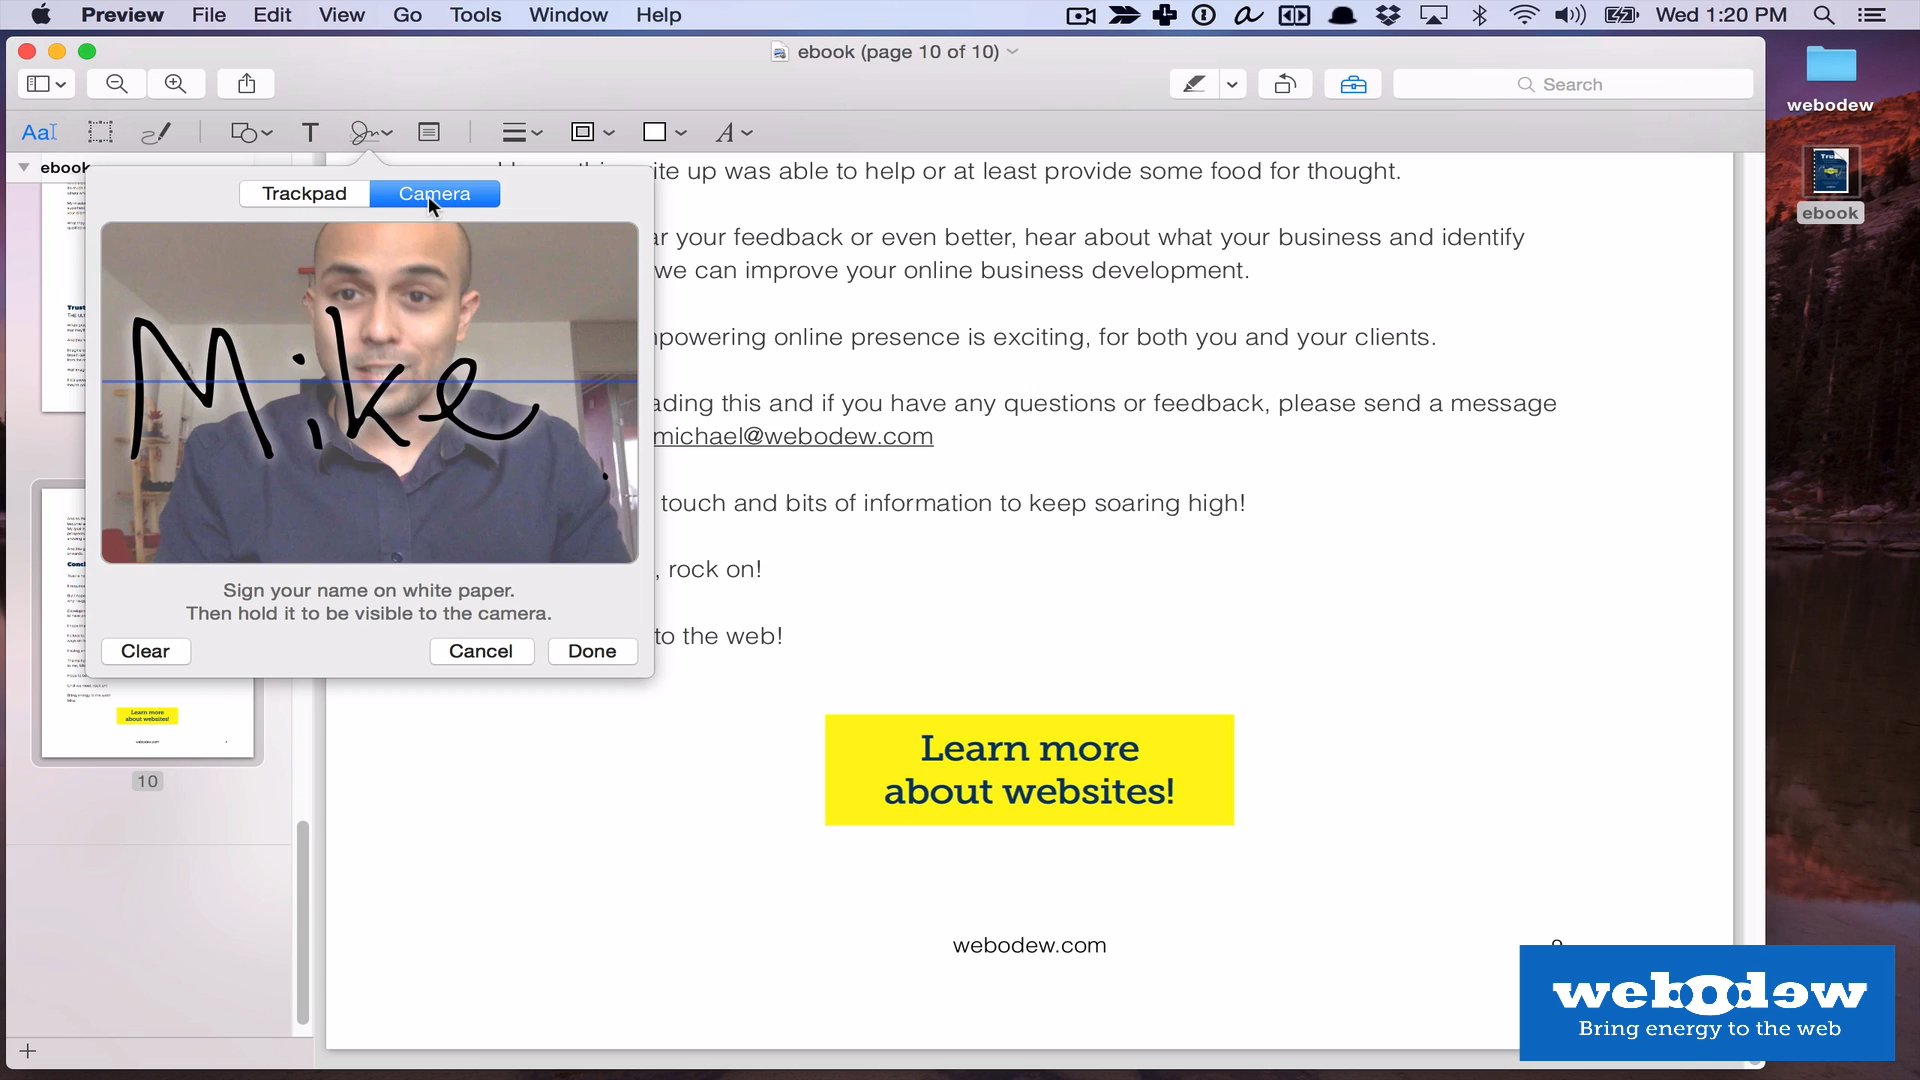 Preview File Edit View Go Tools Window Help Wed 1:20 PM
ebook (page 10 of 10)
Search
webodew
ebook
AaI T A
ebook
Trackpad Camera
Mike
Sign your name on white paper.
Then hold it to be visible to the camera.
Clear Cancel Done
Learn more
about websites!
10
ite up was able to help or at least provide some food for thought.
r your feedback or even better, hear about what your business and identify
we can improve your online business development.
powering online presence is exciting, for both you and your clients.
ading this and if you have any questions or feedback, please send a message
michael@webodew.com
touch and bits of information to keep soaring high!
, rock on!
to the web!
Learn more
about websites!
webodew.com
webodew
Bring energy to the web